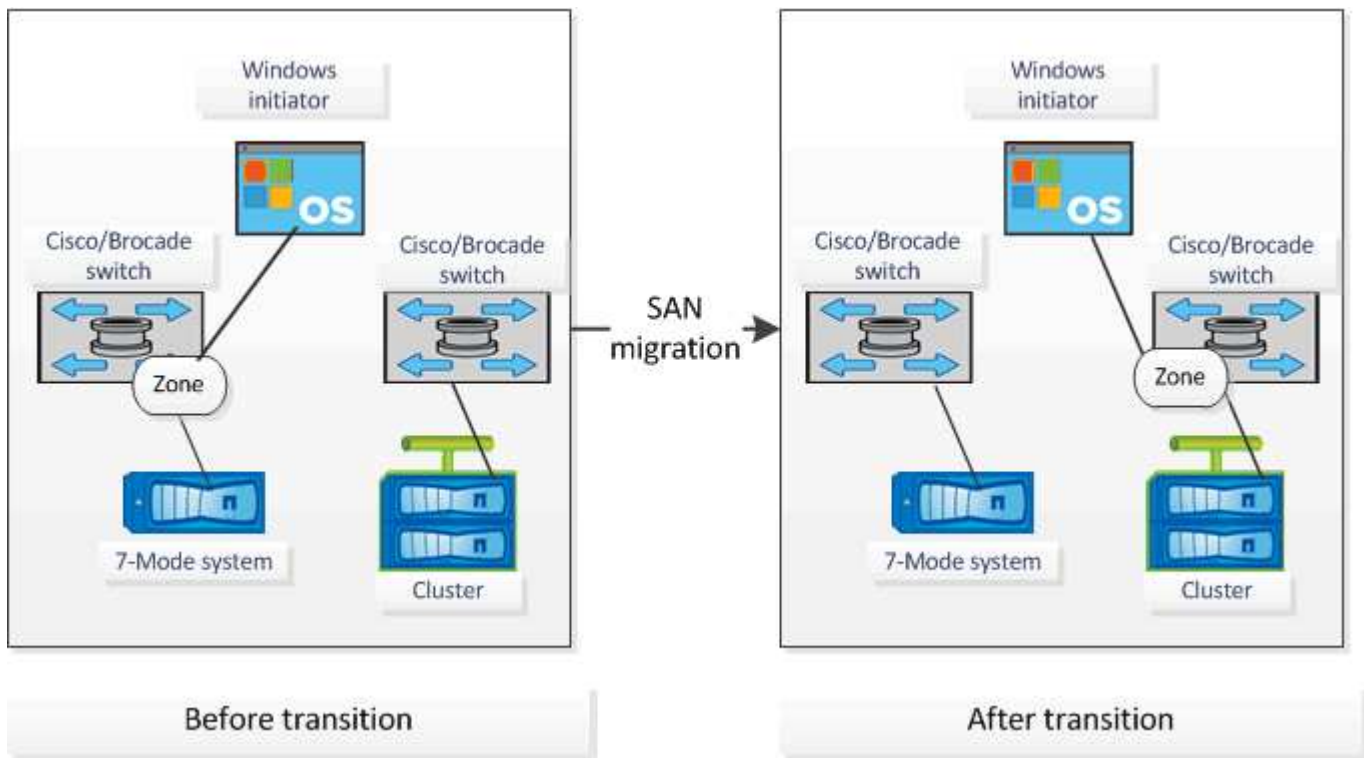 Windows
initiator
OS
Cisco/Brocade
switch
Cisco/Brocade
switch
Zone
n
7-Mode system
n
n
Cluster
SAN
migration
Windows
initiator
OS
Cisco/Brocade
switch
Cisco/Brocade
switch
Zone
n
7-Mode system
n
n
Cluster
Before transition
After transition